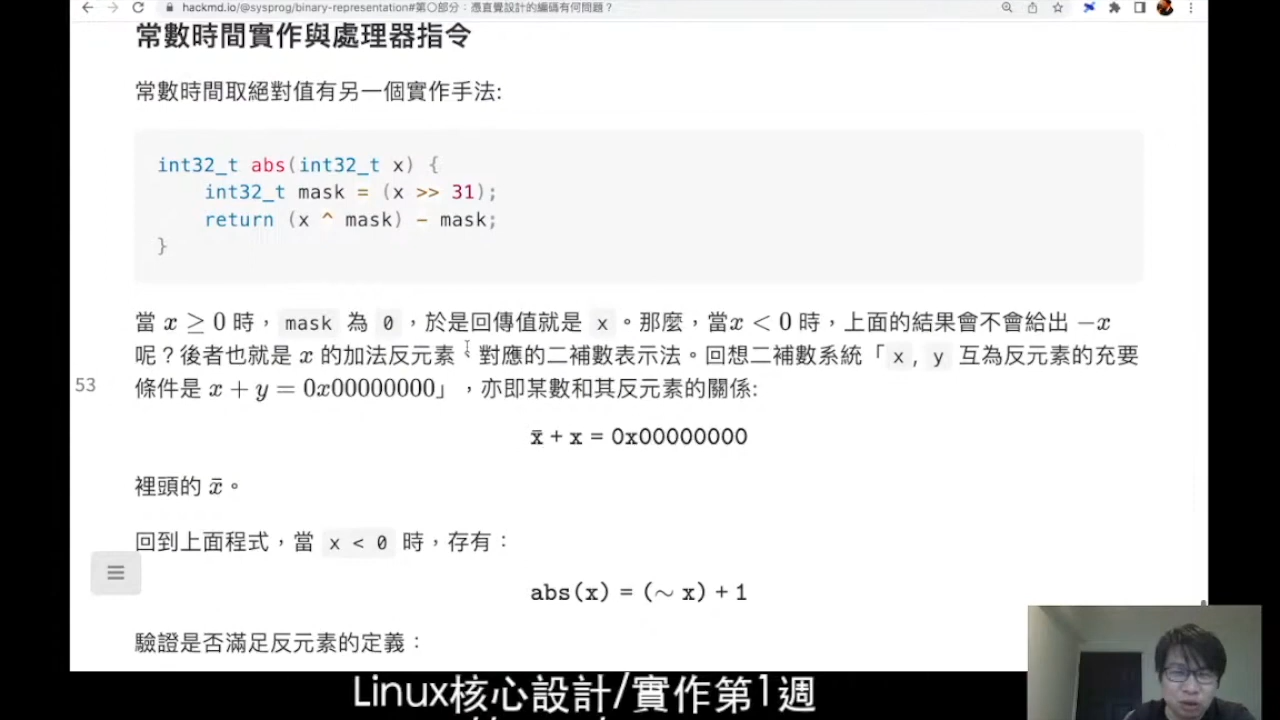 hackmd.io/@sysprog/binary-representation#第〇部分：憑直覺設計的編碼有何問題？
常數時間實作與處理器指令
常數時間取絕對值有另一個實作手法:
int32_t abs(int32_t x) {
    int32_t mask = (x >> 31);
    return (x ^ mask) - mask;
}
當 x ≥ 0 時，mask 為 0，於是回傳值就是 x。那麼，當x < 0 時，上面的結果會不會給出 −x
呢？後者也就是 x 的加法反元素、對應的二補數表示法。回想二補數系統「x, y 互為反元素的充要
53
條件是 x + y = 0x00000000」，亦即某數和其反元素的關係:
x̄ + x = 0x00000000
裡頭的 x̄。
回到上面程式，當 x < 0 時，存有：
abs(x) = (∼ x) + 1
驗證是否滿足反元素的定義：
Linux核心設計/實作第1週